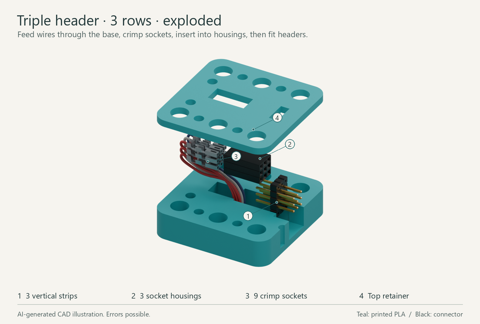 Triple header · 3 rows · exploded
Feed wires through the base, crimp sockets, insert into housings, then fit headers.
4
2
3
1
1 3 vertical strips
2 3 socket housings
3 9 crimp sockets
4 Top retainer
AI-generated CAD illustration. Errors possible.
Teal: printed PLA / Black: connector